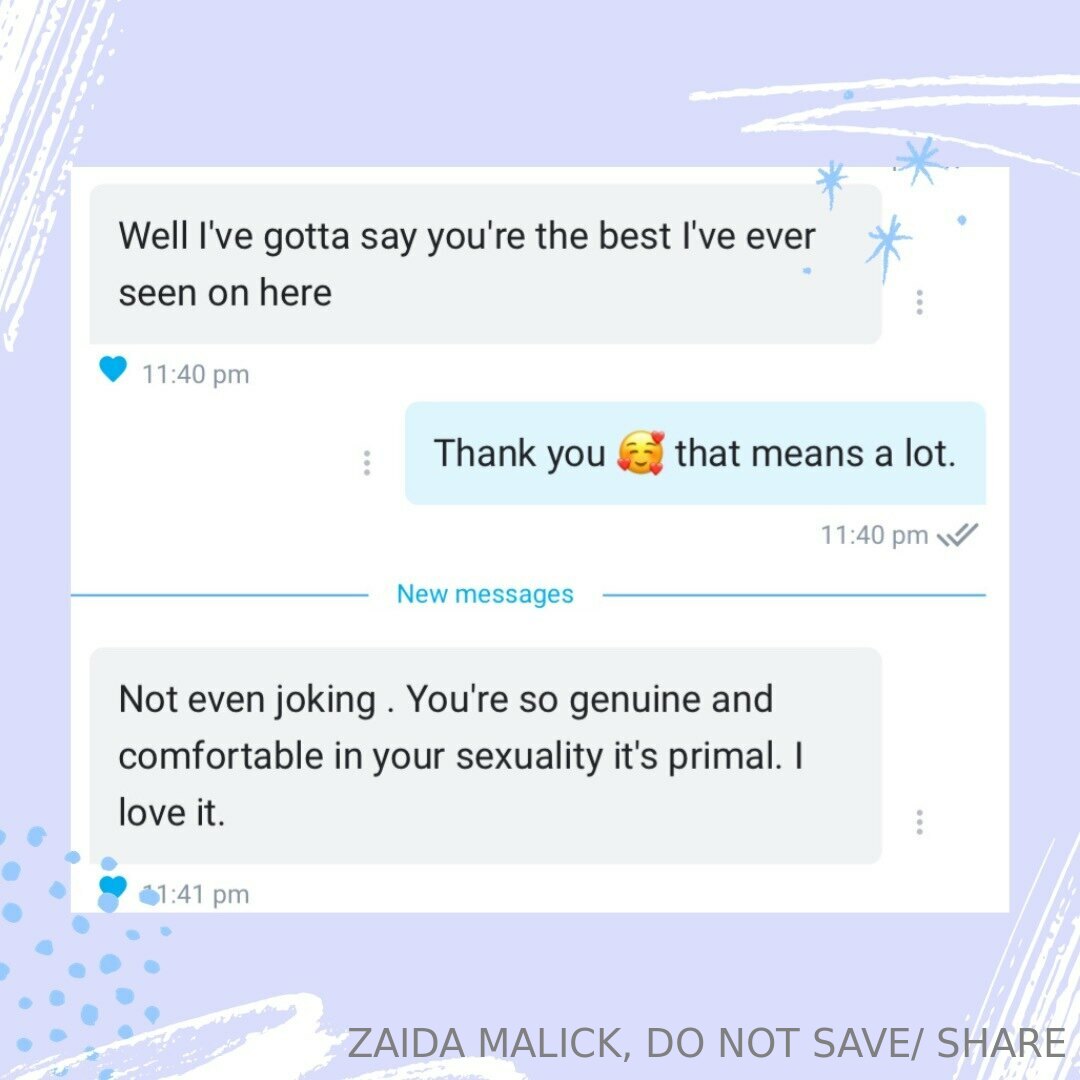 Well I've gotta say you're the best I've ever
seen on here
11:40 pm
Thank you 🥰 that means a lot.
11:40 pm
New messages
Not even joking . You're so genuine and
comfortable in your sexuality it's primal. I
love it.
11:41 pm
ZAIDA MALICK, DO NOT SAVE/ SHARE